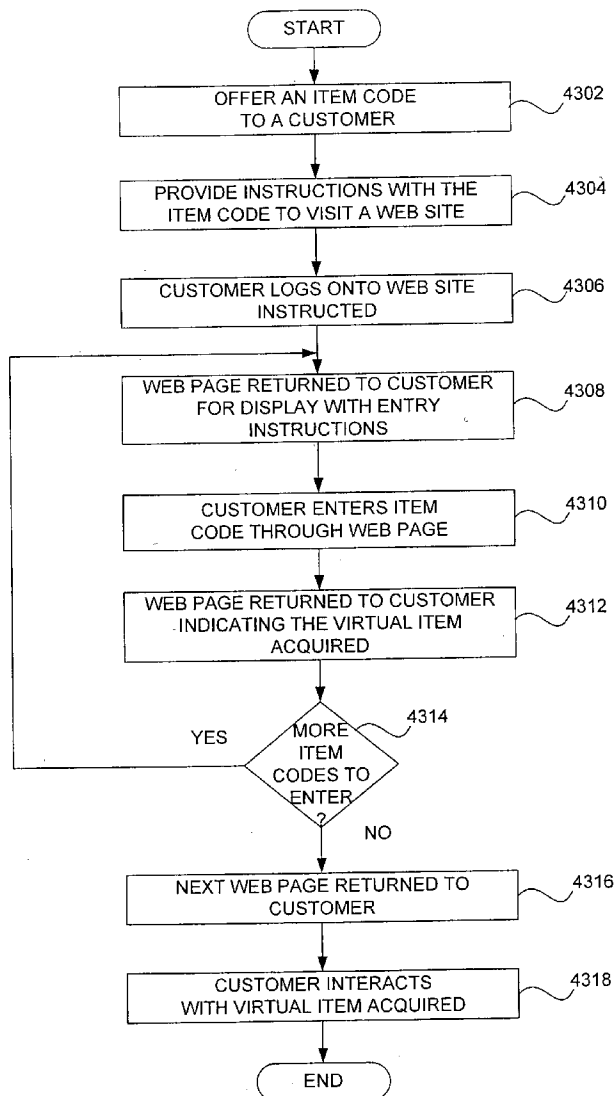 START
OFFER AN ITEM CODE
TO A CUSTOMER
4302
PROVIDE INSTRUCTIONS WITH THE
ITEM CODE TO VISIT A WEB SITE
4304
CUSTOMER LOGS ONTO WEB SITE
INSTRUCTED
4306
WEB PAGE RETURNED TO CUSTOMER
FOR DISPLAY WITH ENTRY
INSTRUCTIONS
4308
CUSTOMER ENTERS ITEM
CODE THROUGH WEB PAGE
4310
WEB PAGE RETURNED TO CUSTOMER
INDICATING THE VIRTUAL ITEM
ACQUIRED
4312
4314
YES
MORE
ITEM
CODES TO
ENTER
?
NO
NEXT WEB PAGE RETURNED TO
CUSTOMER
4316
CUSTOMER INTERACTS
WITH VIRTUAL ITEM ACQUIRED
4318
END